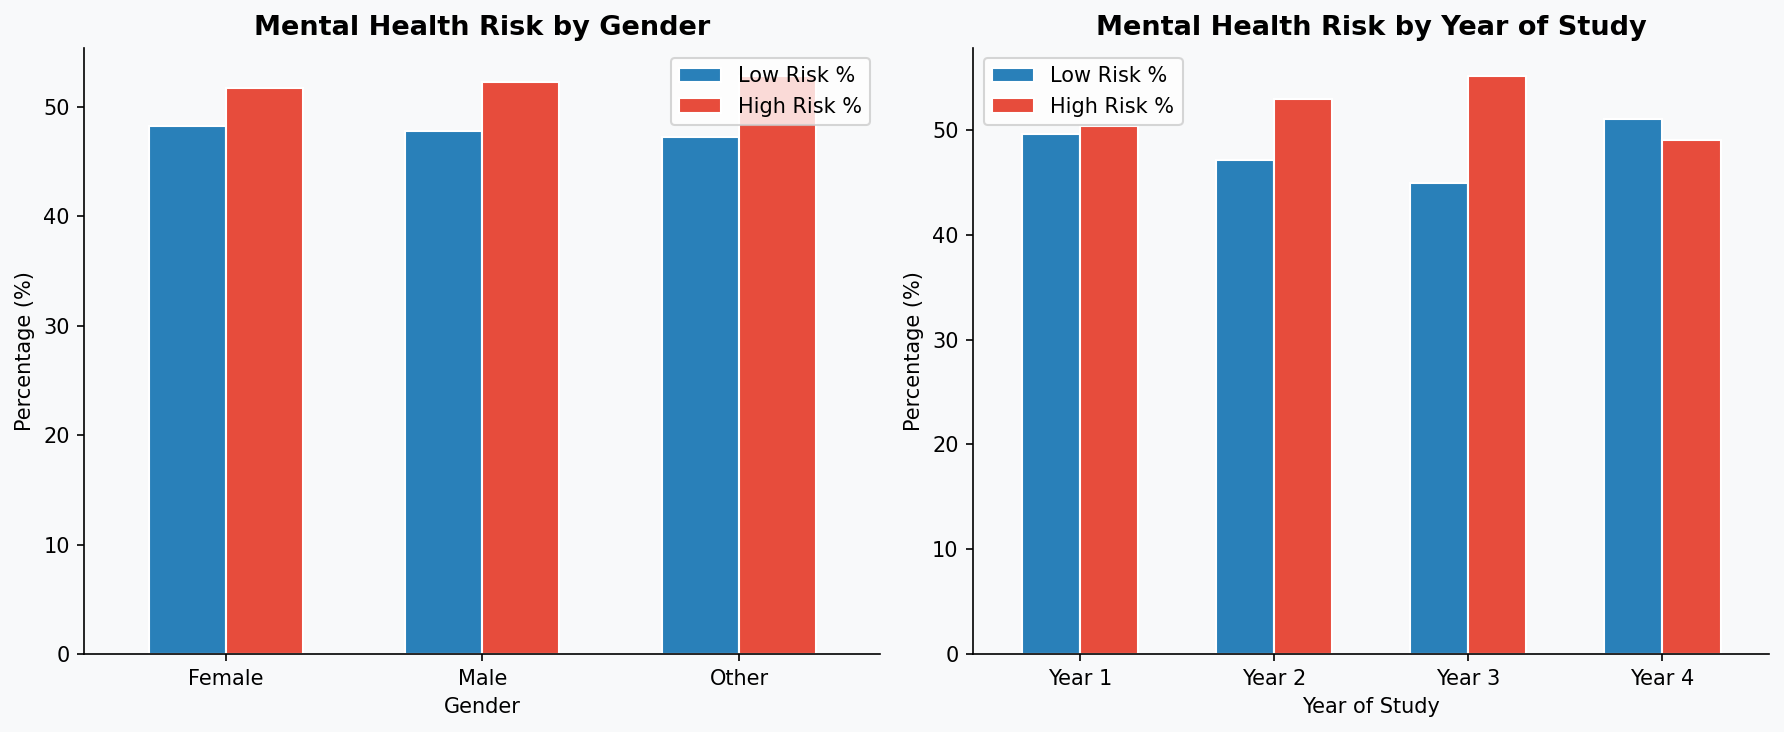 Mental Health Risk by Gender
Low Risk %
High Risk %
50
40
30
20
10
0
Percentage (%)
Female
Male
Other
Gender
Mental Health Risk by Year of Study
Low Risk %
High Risk %
50
40
30
20
10
0
Percentage (%)
Year 1
Year 2
Year 3
Year 4
Year of Study